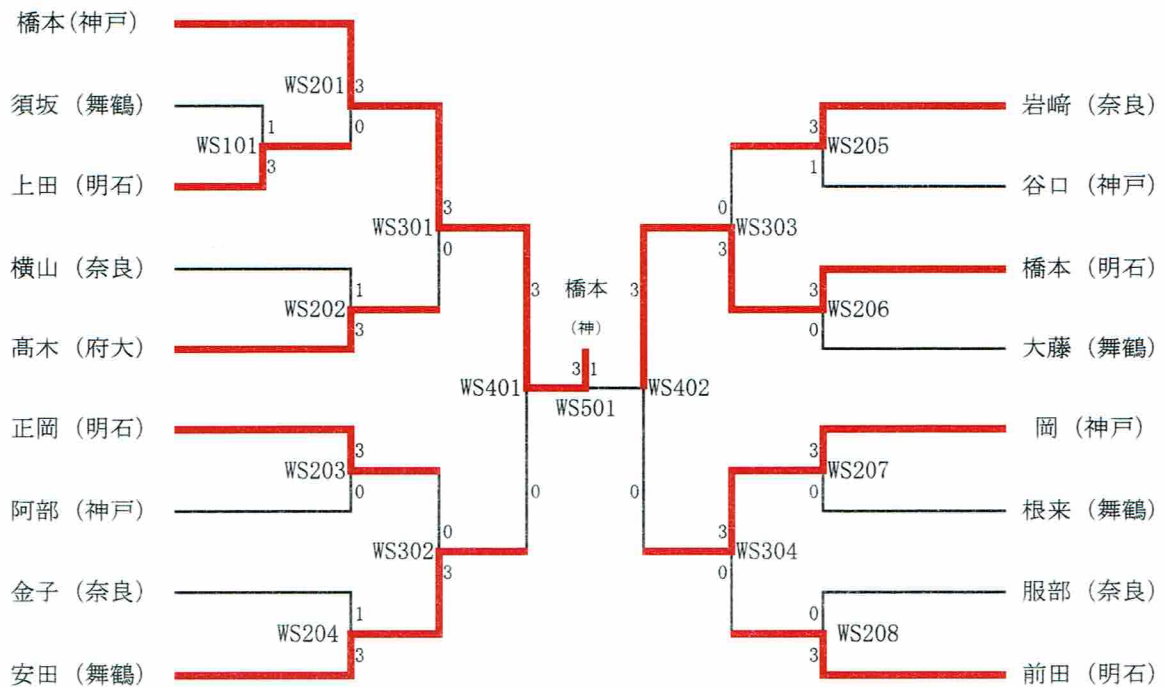 橋本(神戸)
WS201
3
0
須坂 (舞鶴)
WS101
1
3
上田 (明石)
WS301
3
0
横山 (奈良)
WS202
1
3
髙木 (府大)
WS401
3
0
正岡 (明石)
WS203
3
0
阿部 (神戸)
WS302
0
3
金子 (奈良)
WS204
1
3
安田 (舞鶴)
橋本
(神)
3 1
WS501
岩﨑 (奈良)
3
WS205
1
谷口 (神戸)
0
WS303
3
橋本 (明石)
3
WS206
0
大藤 (舞鶴)
3
WS402
0
岡 (神戸)
3
WS207
0
根来 (舞鶴)
3
WS304
0
服部 (奈良)
0
WS208
3
前田 (明石)